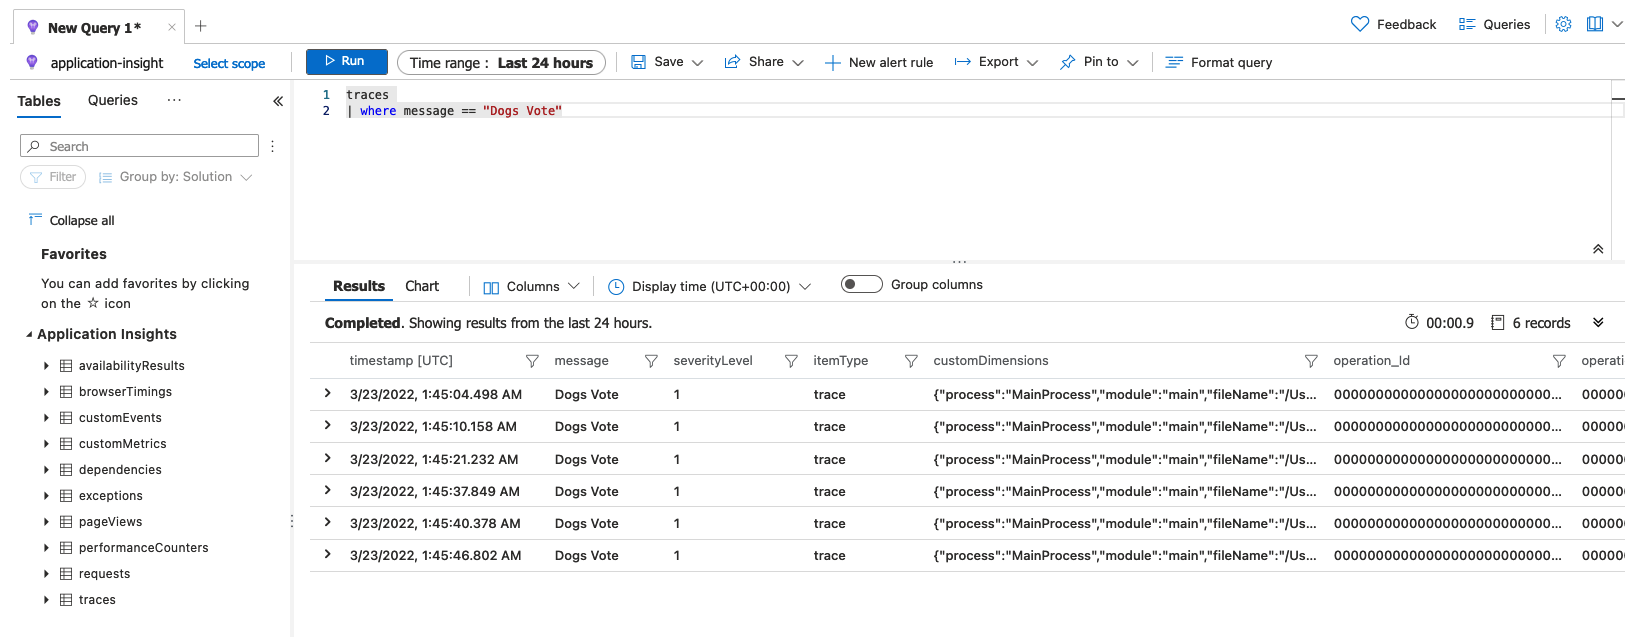 New Query 1*
Feedback
Queries
application-insight
Select scope
Run
Time range : Last 24 hours
Save
Share
New alert rule
Export
Pin to
Format query
Tables
Queries
1 traces
2 | where message == "Dogs Vote"
Search
Filter
Group by: Solution
Collapse all
Favorites
You can add favorites by clicking
on the ☆ icon
Application Insights
availabilityResults
browserTimings
customEvents
customMetrics
dependencies
exceptions
pageViews
performanceCounters
requests
traces
Results
Chart
Columns
Display time (UTC+00:00)
Group columns
Completed. Showing results from the last 24 hours.
00:00.9
6 records
timestamp [UTC] message severityLevel itemType customDimensions operation_Id operati
3/23/2022, 1:45:04.498 AM Dogs Vote 1 trace {"process":"MainProcess","module":"main","fileName":"/Us... 000000000000000000000000000... 00000
3/23/2022, 1:45:10.158 AM Dogs Vote 1 trace {"process":"MainProcess","module":"main","fileName":"/Us... 000000000000000000000000000... 00000
3/23/2022, 1:45:21.232 AM Dogs Vote 1 trace {"process":"MainProcess","module":"main","fileName":"/Us... 000000000000000000000000000... 00000
3/23/2022, 1:45:37.849 AM Dogs Vote 1 trace {"process":"MainProcess","module":"main","fileName":"/Us... 000000000000000000000000000... 00000
3/23/2022, 1:45:40.378 AM Dogs Vote 1 trace {"process":"MainProcess","module":"main","fileName":"/Us... 000000000000000000000000000... 00000
3/23/2022, 1:45:46.802 AM Dogs Vote 1 trace {"process":"MainProcess","module":"main","fileName":"/Us... 000000000000000000000000000... 00000